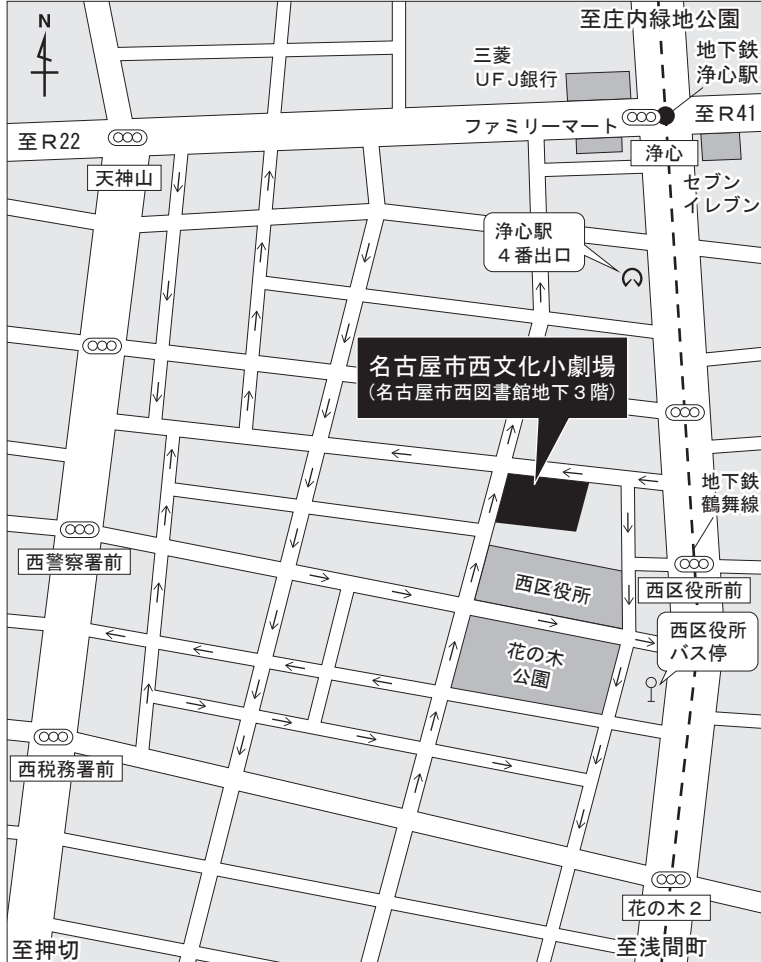 至庄内緑地公園
N
三菱
UFJ銀行
地下鉄
浄心駅
ファミリーマート
至R41
至R22
浄心
天神山
セブン
イレブン
浄心駅
4番出口
名古屋市西文化小劇場
（名古屋市西図書館地下3階）
地下鉄
鶴舞線
西警察署前
西区役所
西区役所前
西区役所
バス停
花の木
公園
西税務署前
花の木2
至押切
至浅間町